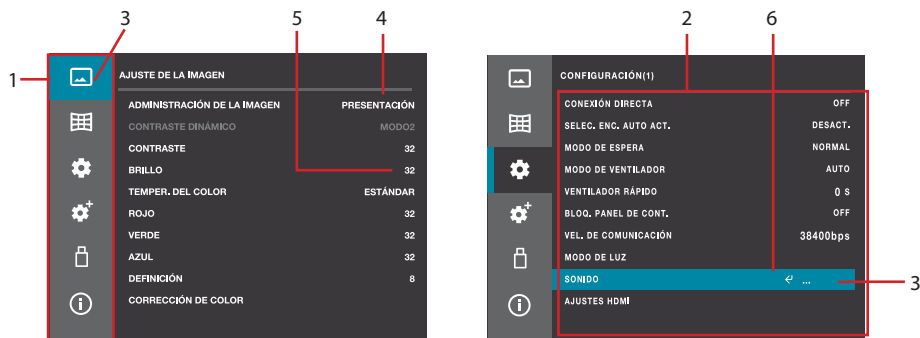 3 5 4
1
AJUSTE DE LA IMAGEN
ADMINISTRACIÓN DE LA IMAGEN PRESENTACIÓN
CONTRASTE DINÁMICO MODO2
CONTRASTE 32
BRILLO 32
TEMPER. DEL COLOR ESTÁNDAR
ROJO 32
VERDE 32
AZUL 32
DEFINICIÓN 8
CORRECCIÓN DE COLOR
2 6
CONFIGURACIÓN(1)
CONEXIÓN DIRECTA OFF
SELEC. ENC. AUTO ACT. DESACT.
MODO DE ESPERA NORMAL
MODO DE VENTILADOR AUTO
VENTILADOR RÁPIDO 0 S
BLOQ. PANEL DE CONT. OFF
VEL. DE COMUNICACIÓN 38400bps
MODO DE LUZ
SONIDO ...
3
AJUSTES HDMI